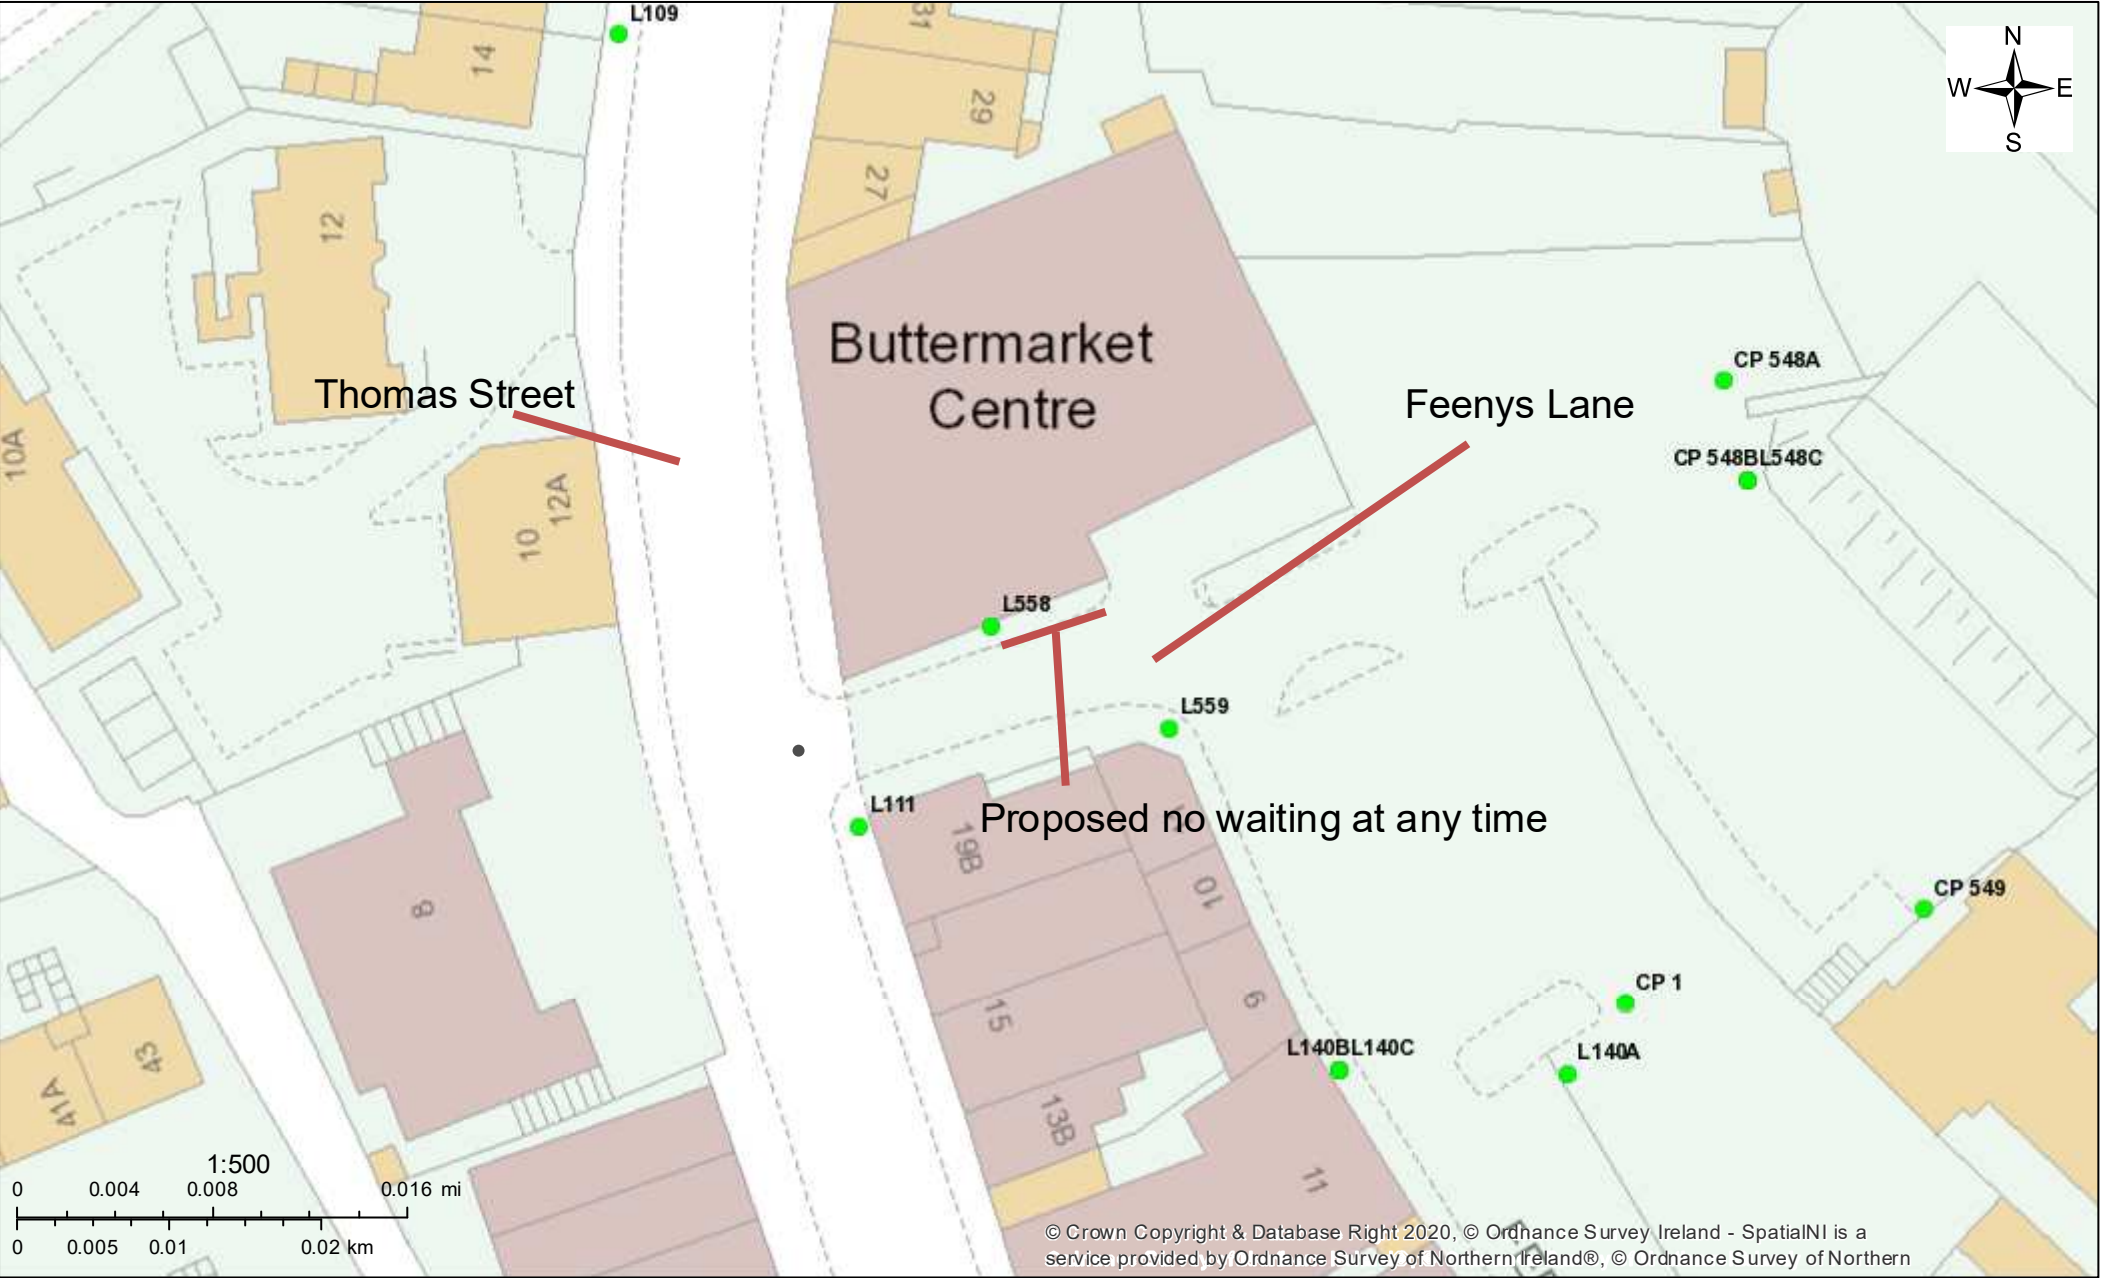 L109
N
W E
S
31
14
29
27
12
Buttermarket
Centre
Thomas Street
Feenys Lane
CP 548A
CP 548BL548C
10A
12A
10
L558
L559
L111
Proposed no waiting at any time
19B
10
8
CP 549
9
15
CP 1
L140BL140C
L140A
43
41A
13B
11
1:500
0 0.004 0.008 0.016 mi
0 0.005 0.01 0.02 km
© Crown Copyright & Database Right 2020, © Ordnance Survey Ireland - SpatialNI is a
service provided by Ordnance Survey of Northern Ireland®, © Ordnance Survey of Northern